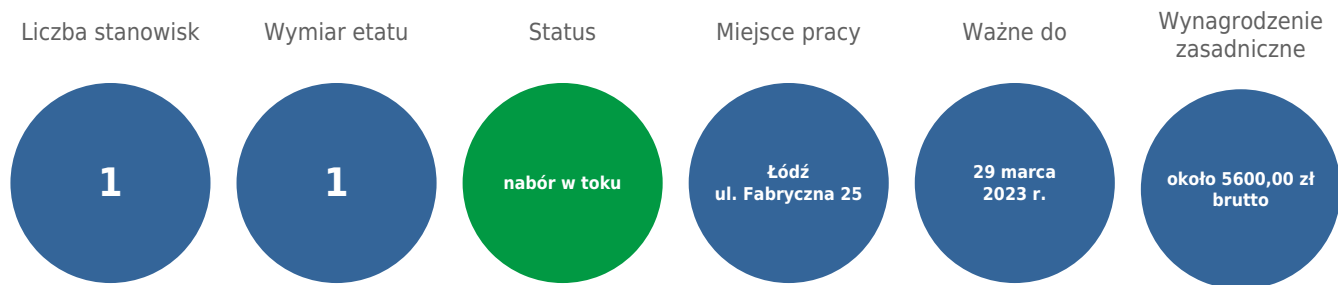 Liczba stanowisk
Wymiar etatu
Status
Miejsce pracy
Ważne do
Wynagrodzenie
zasadnicze
1
1
nabór w toku
Łódź
ul. Fabryczna 25
29 marca
2023 r.
około 5600,00 zł
brutto